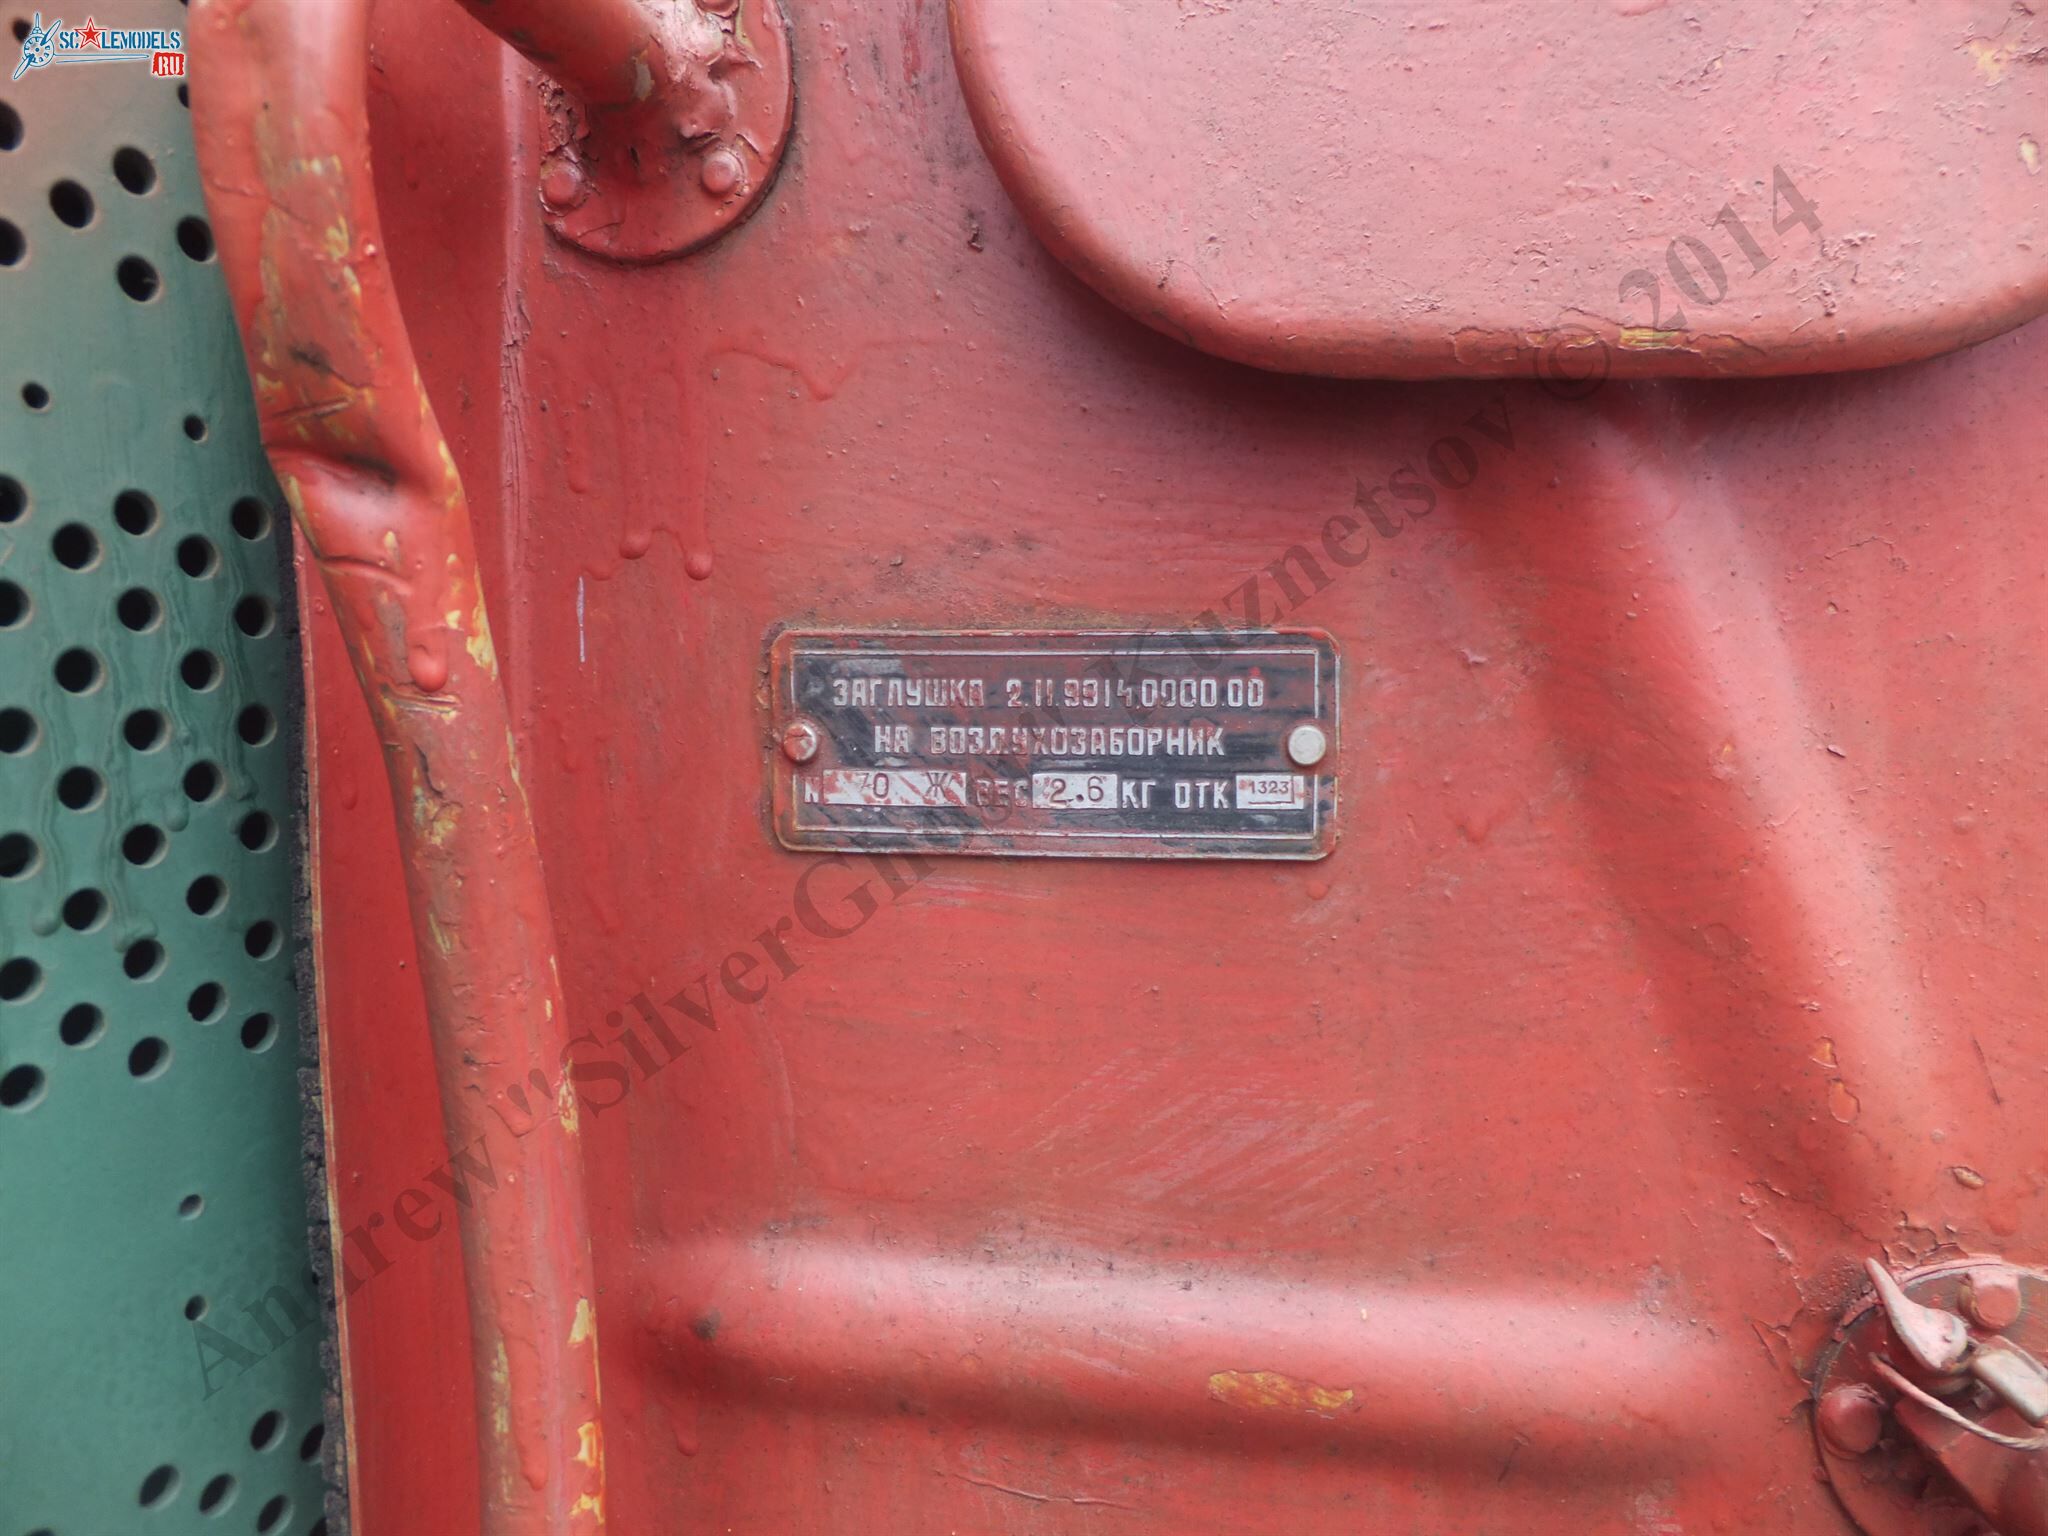 SCALEMODELS
RU
ЗАГЛУШКА 2.11.9914.0000.00
НА ВОЗДУХОЗАБОРНИК
N 70 Ж ВЕС 2.6 КГ ОТК 1323
Andrew "SilverGhost" Kuznetsov © 2014